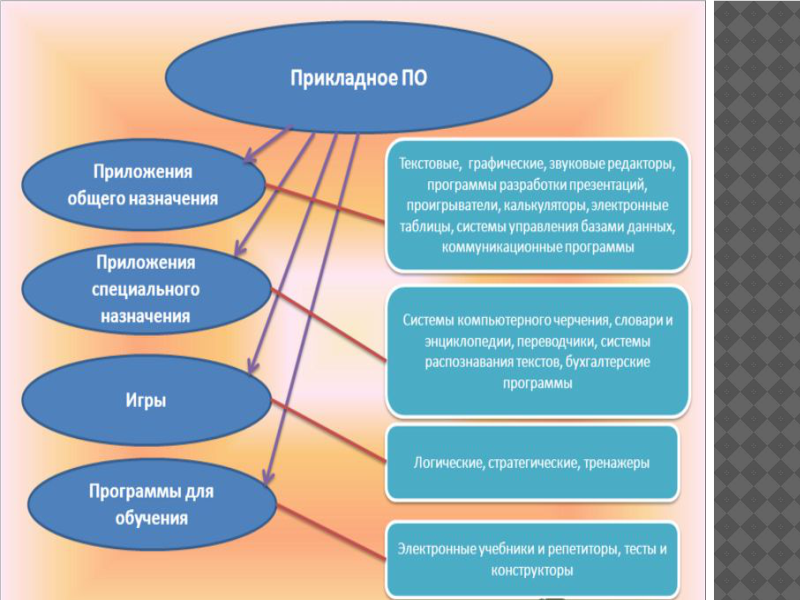 Прикладное ПО
Приложения
общего назначения
Текстовые, графические, звуковые редакторы,
программы разработки презентаций,
проигрыватели, калькуляторы, электронные
таблицы, системы управления базами данных,
коммуникационные программы
Приложения
специального
назначения
Системы компьютерного черчения, словари и
энциклопедии, переводчики, системы
распознавания текстов, бухгалтерские
программы
Игры
Логические, стратегические, тренажеры
Программы для
обучения
Электронные учебники и репетиторы, тесты и
конструкторы